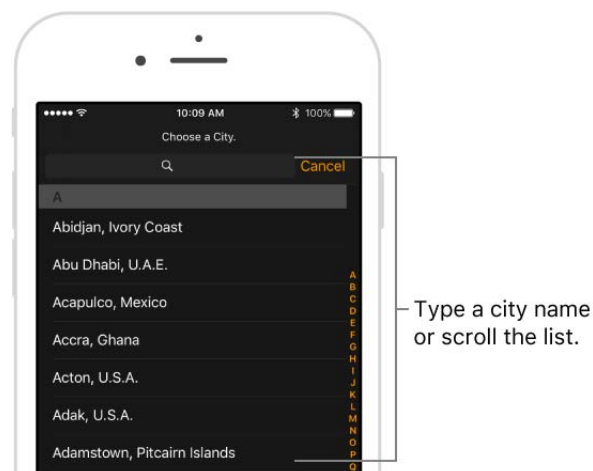 10:09 AM
100%
Choose a City.
Cancel
A
Abidjan, Ivory Coast
Abu Dhabi, U.A.E.
Acapulco, Mexico
Accra, Ghana
Acton, U.S.A.
Adak, U.S.A.
Adamstown, Pitcairn Islands
A
B
C
D
E
F
G
H
I
J
K
L
M
N
O
P
Q
Type a city name
or scroll the list.